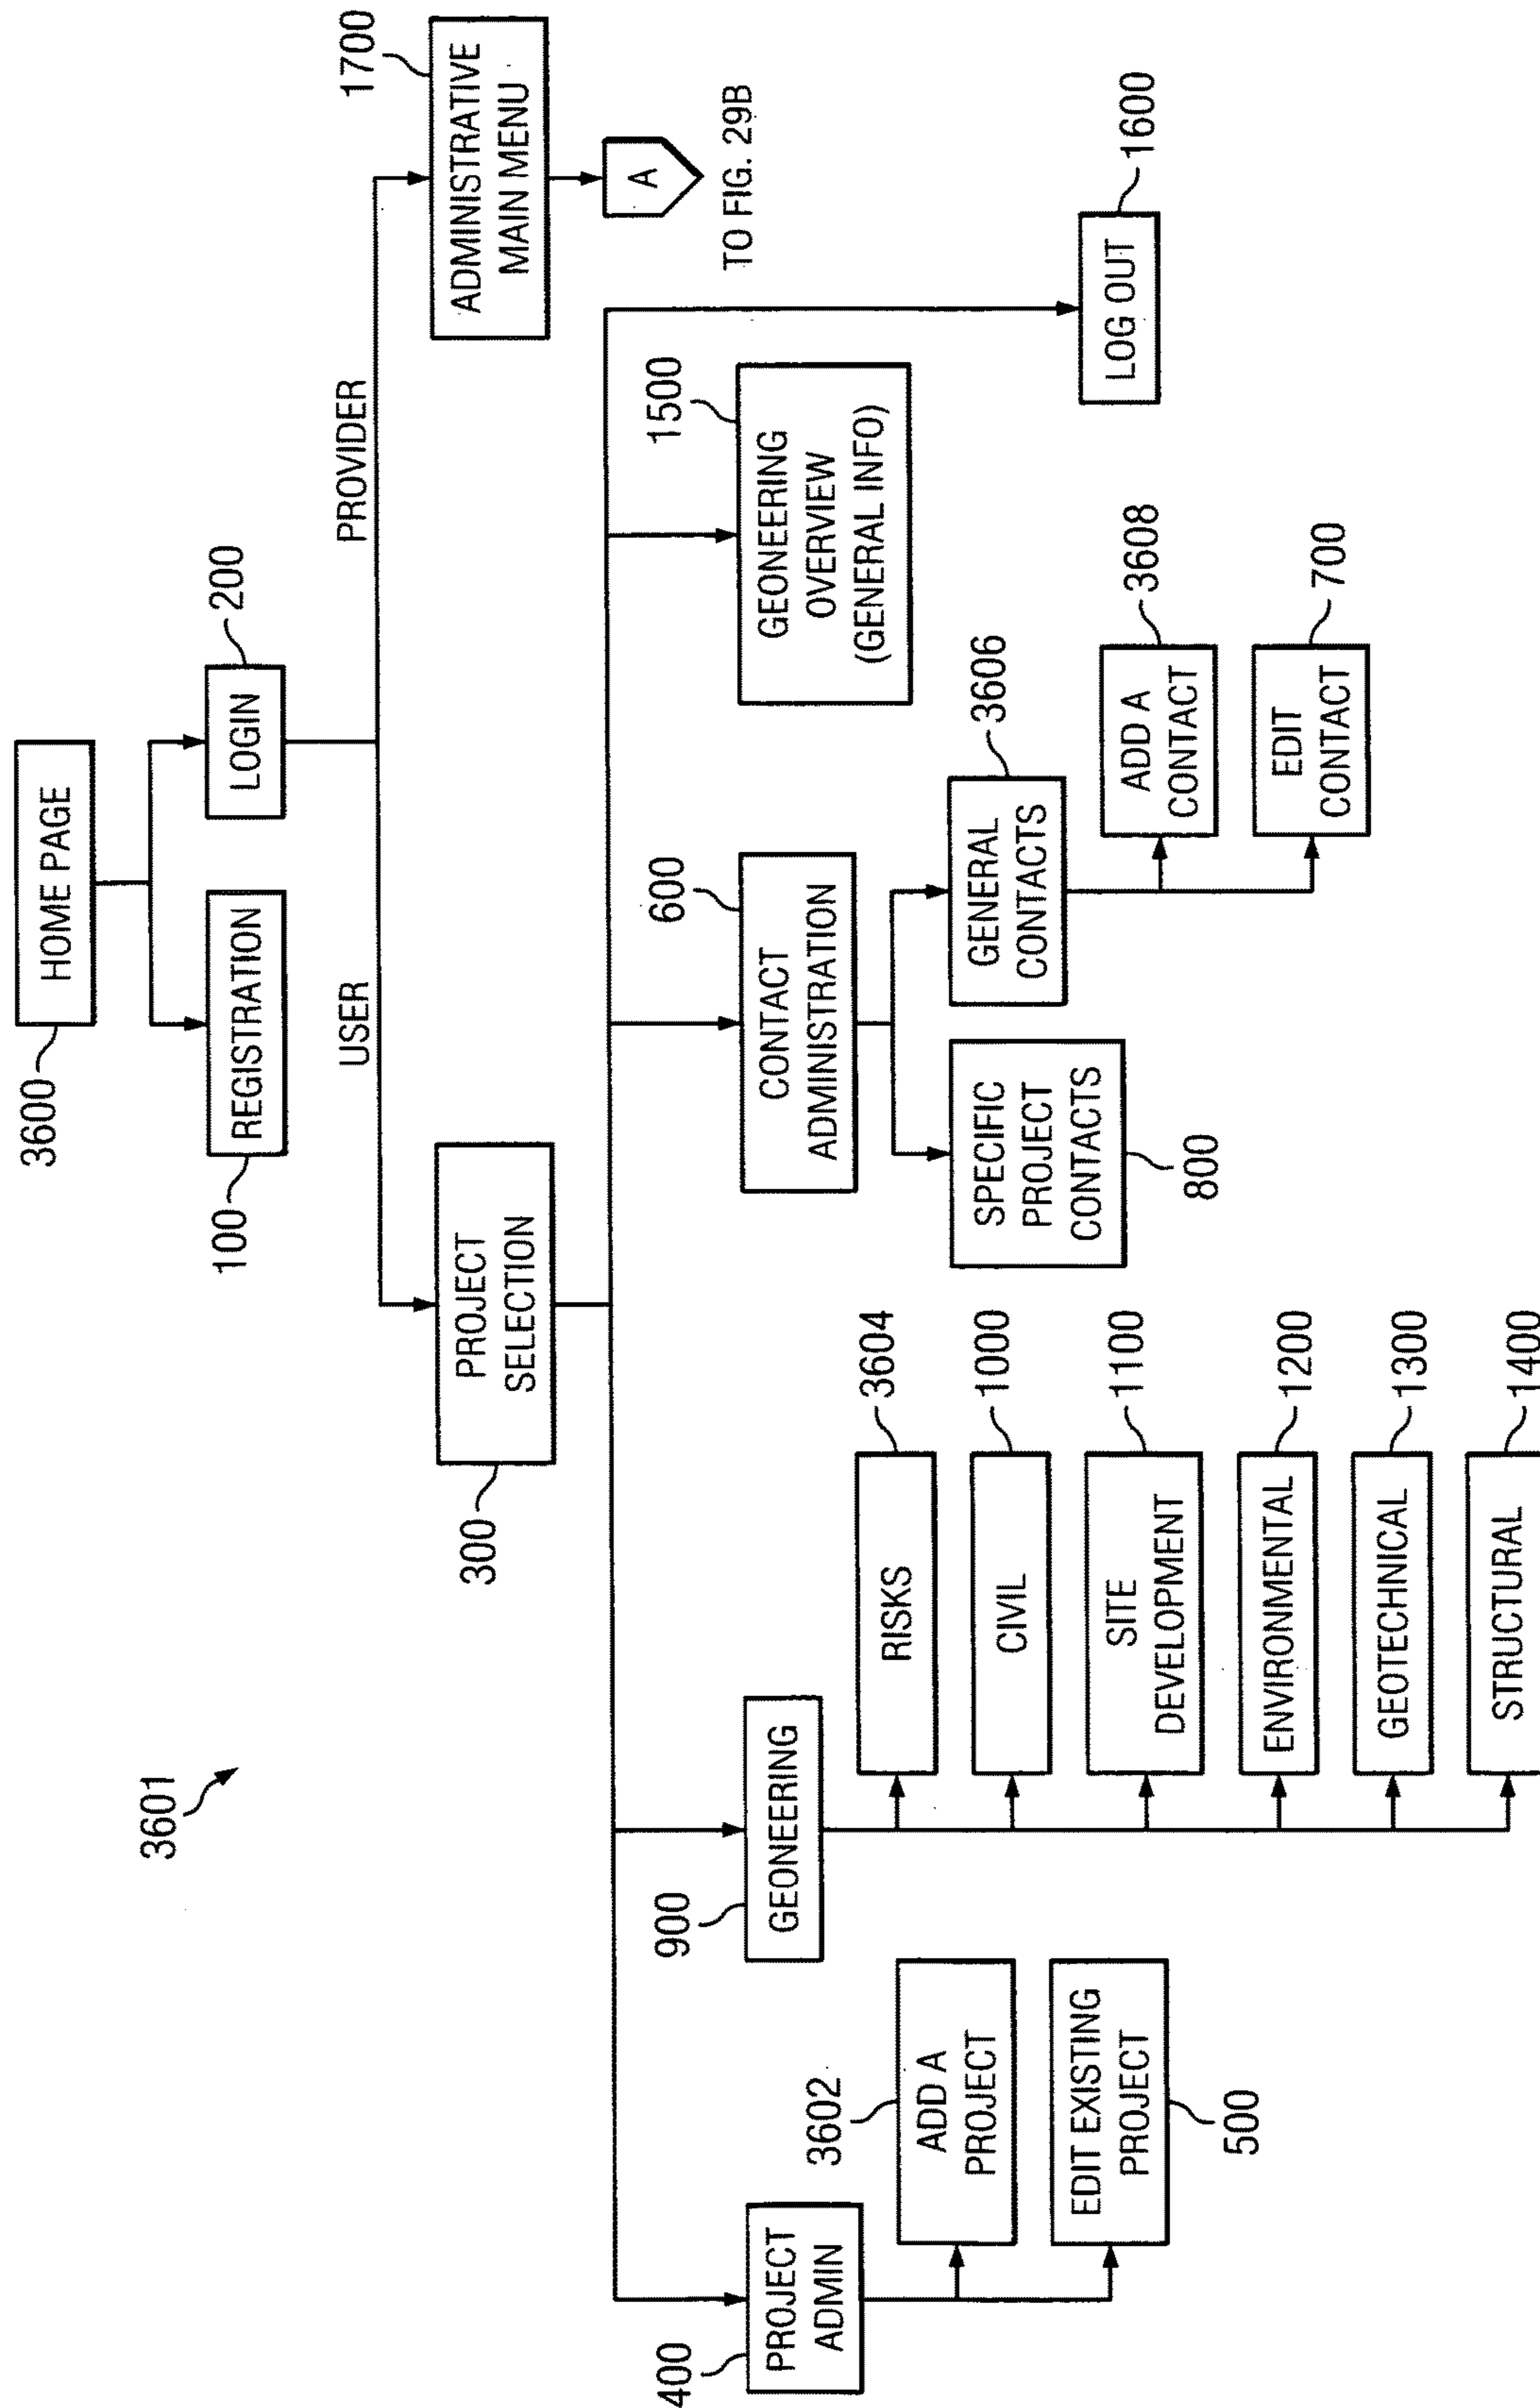 3601
3600
HOME PAGE
100
REGISTRATION
LOGIN
200
USER
PROVIDER
300
PROJECT
SELECTION
1700
ADMINISTRATIVE
MAIN MENU
A
TO FIG. 29B
400
PROJECT
ADMIN
3602
ADD A
PROJECT
EDIT EXISTING
PROJECT
500
900
GEONEERING
RISKS
3604
CIVIL
1000
SITE
DEVELOPMENT
1100
ENVIRONMENTAL
1200
GEOTECHNICAL
1300
STRUCTURAL
1400
600
CONTACT
ADMINISTRATION
SPECIFIC
PROJECT
CONTACTS
800
GENERAL
CONTACTS
3606
ADD A
CONTACT
3608
EDIT
CONTACT
700
GEONEERING
OVERVIEW
(GENERAL INFO)
1500
LOG OUT
1600